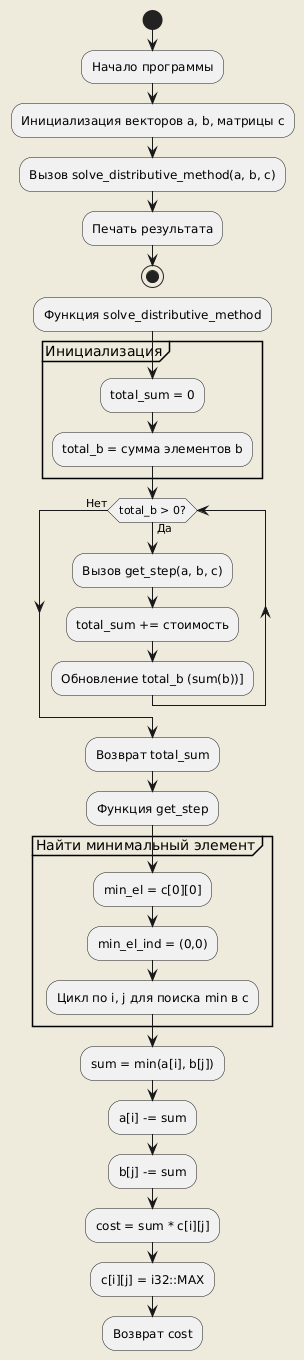 Начало программы
Инициализация векторов a, b, матрицы c
Вызов solve_distributive_method(a, b, c)
Печать результата
Функция solve_distributive_method
Инициализация
total_sum = 0
total_b = сумма элементов b
total_b > 0?
Нет
Да
Вызов get_step(a, b, c)
total_sum += стоимость
Обновление total_b (sum(b))]
Возврат total_sum
Функция get_step
Найти минимальный элемент
min_el = c[0][0]
min_el_ind = (0,0)
Цикл по i, j для поиска min в c
sum = min(a[i], b[j])
a[i] -= sum
b[j] -= sum
cost = sum * c[i][j]
c[i][j] = i32::MAX
Возврат cost